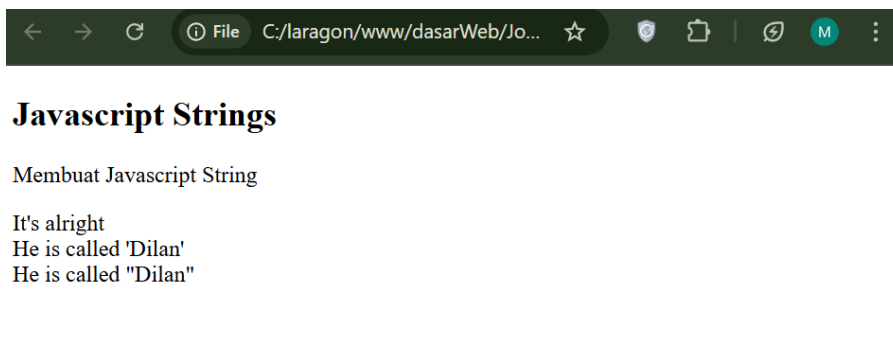 File C:/laragon/www/dasarWeb/Jo... M
Javascript Strings
Membuat Javascript String
It's alright
He is called 'Dilan'
He is called "Dilan"